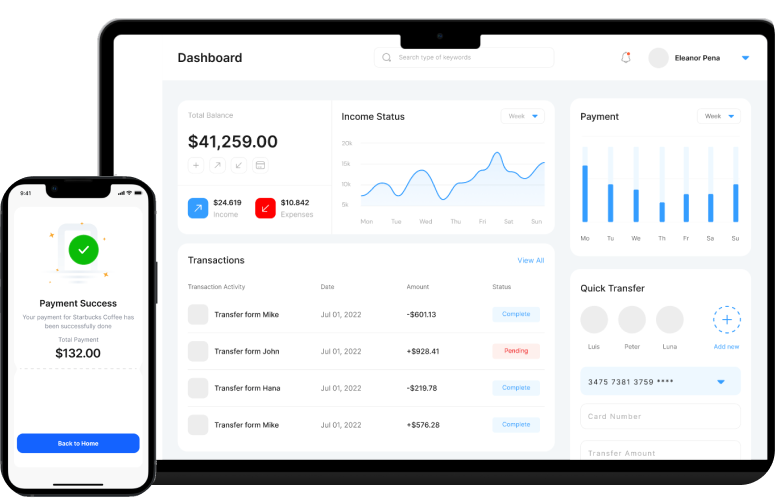 Dashboard
Search type of keywords
Eleanor Pena
Total Balance
$41,259.00
$24.619
Income
$10.842
Expenses
Income Status
Week
20k
15k
10k
5k
Mon Tue Wed Thu Fri Sat Sun
Payment
Week
Mo Tu We Th Fr Sa Su
Transactions
View All
Transaction Activity Date Amount Status
Transfer form Mike Jul 01, 2022 -$601.13 Complete
Transfer form John Jul 01, 2022 +$928.41 Pending
Transfer form Hana Jul 01, 2022 -$219.78 Complete
Transfer form Mike Jul 01, 2022 +$576.28 Complete
Quick Transfer
Luis Peter Luna Add new
3475 7381 3759 ****
Card Number
Transfer Amount
9:41
Payment Success
Your payment for Starbucks Coffee has
been successfully done
Total Payment
$132.00
Back to Home